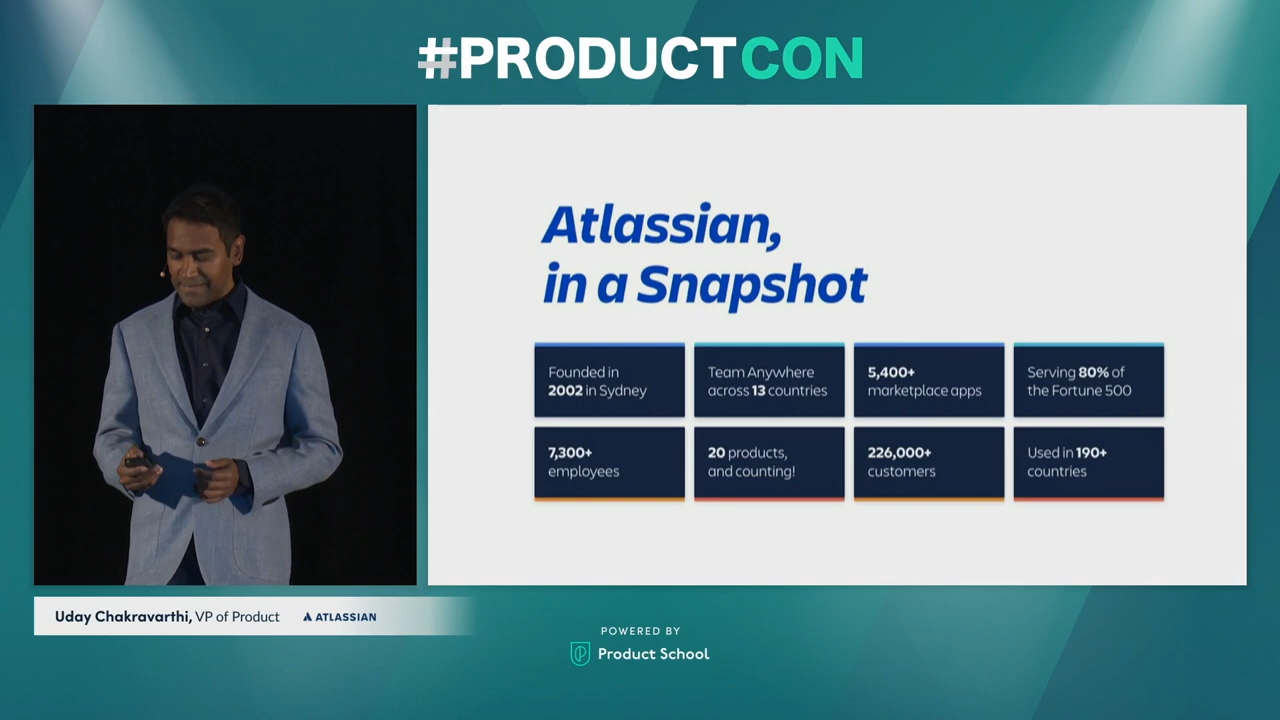 #PRODUCTCON
Atlassian,
in a Snapshot
Founded in
2002 in Sydney
Team Anywhere
across 13 countries
5,400+
marketplace apps
Serving 80% of
the Fortune 500
7,300+
employees
20 products,
and counting!
226,000+
customers
Used in 190+
countries
Uday Chakravarthi, VP of Product
ATLASSIAN
POWERED BY
Product School